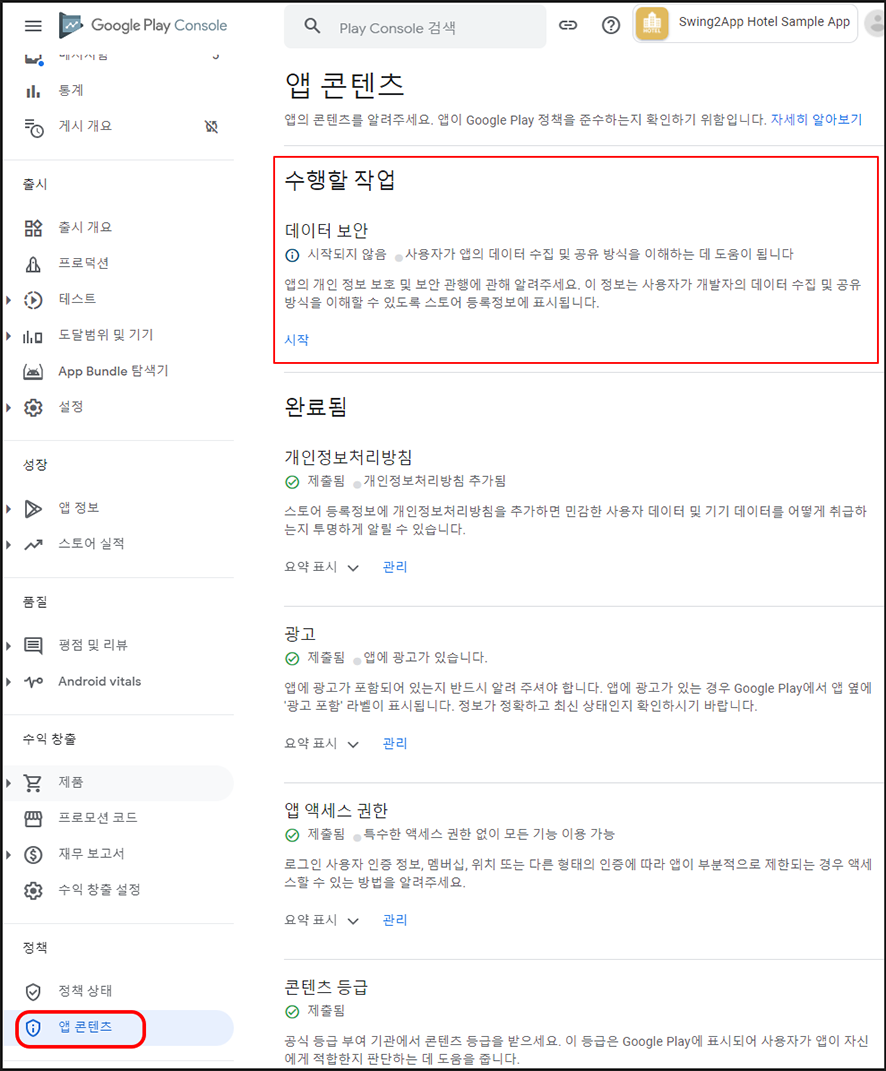 Google Play Console
Play Console 검색
Swing2App Hotel Sample App
HOTEL
통계
게시 개요
출시
출시 개요
프로덕션
테스트
도달범위 및 기기
App Bundle 탐색기
설정
성장
앱 정보
스토어 실적
품질
평점 및 리뷰
Android vitals
수익 창출
제품
프로모션 코드
재무 보고서
수익 창출 설정
정책
정책 상태
앱 콘텐츠
앱 콘텐츠
앱의 콘텐츠를 알려주세요. 앱이 Google Play 정책을 준수하는지 확인하기 위함입니다. 자세히 알아보기
수행할 작업
데이터 보안
시작되지 않음 사용자가 앱의 데이터 수집 및 공유 방식을 이해하는 데 도움이 됩니다
앱의 개인 정보 보호 및 보안 관행에 관해 알려주세요. 이 정보는 사용자가 개발자의 데이터 수집 및 공유
방식을 이해할 수 있도록 스토어 등록정보에 표시됩니다.
시작
완료됨
개인정보처리방침
제출됨 개인정보처리방침 추가됨
스토어 등록정보에 개인정보처리방침을 추가하면 민감한 사용자 데이터 및 기기 데이터를 어떻게 취급하
는지 투명하게 알릴 수 있습니다.
요약 표시 관리
광고
제출됨 앱에 광고가 있습니다.
앱에 광고가 포함되어 있는지 반드시 알려 주셔야 합니다. 앱에 광고가 있는 경우 Google Play에서 앱 옆에
'광고 포함' 라벨이 표시됩니다. 정보가 정확하고 최신 상태인지 확인하시기 바랍니다.
요약 표시 관리
앱 액세스 권한
제출됨 특수한 액세스 권한 없이 모든 기능 이용 가능
로그인 사용자 인증 정보, 멤버십, 위치 또는 다른 형태의 인증에 따라 앱이 부분적으로 제한되는 경우 액세
스할 수 있는 방법을 알려주세요.
요약 표시 관리
콘텐츠 등급
제출됨
공식 등급 부여 기관에서 콘텐츠 등급을 받으세요. 이 등급은 Google Play에 표시되어 사용자가 앱이 자신
에게 적합한지 판단하는 데 도움을 줍니다.